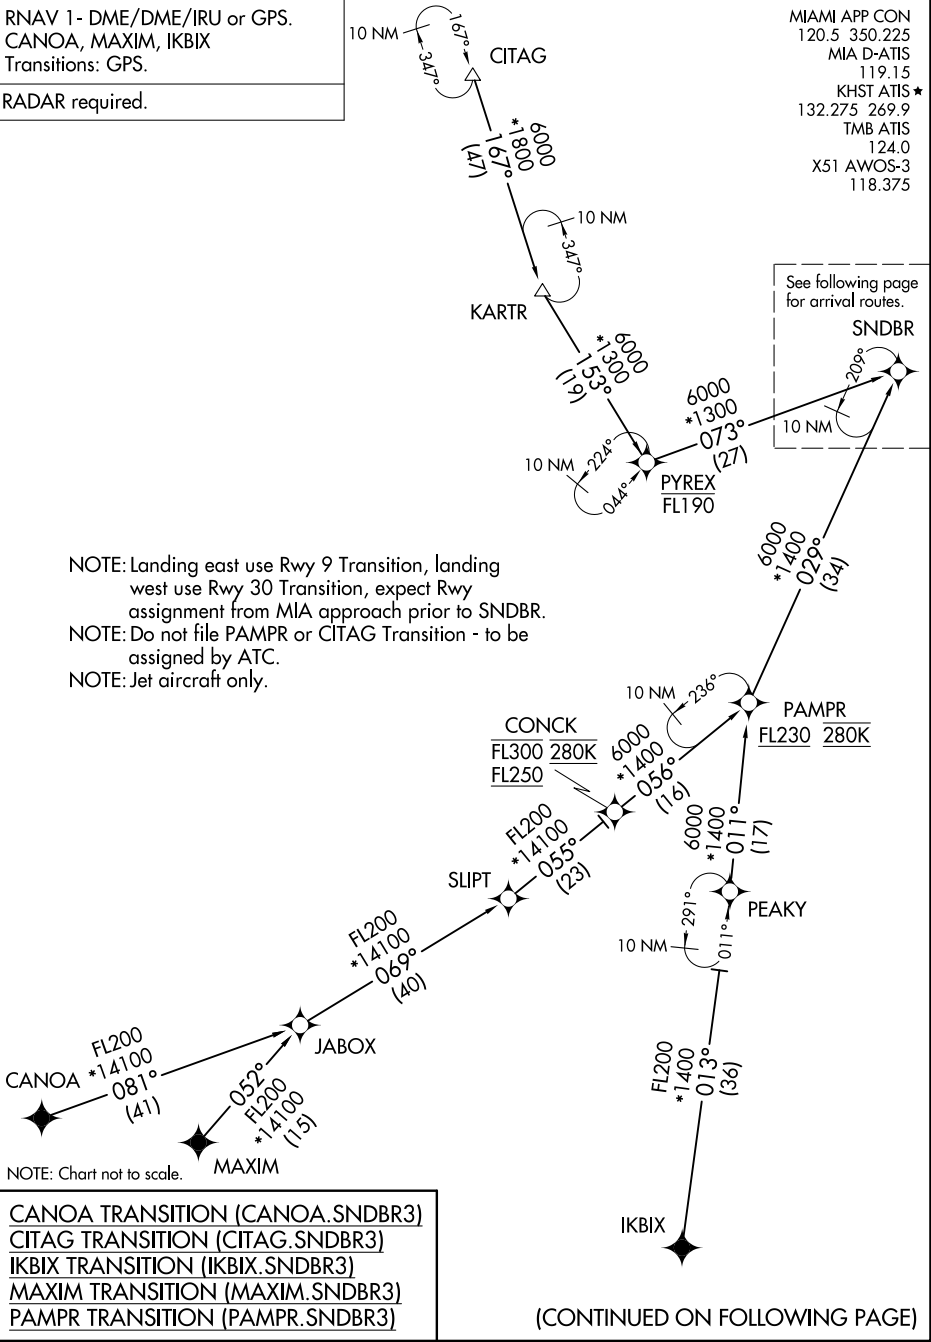 RNAV 1- DME/DME/IRU or GPS.
CANOA, MAXIM, IKBIX
Transitions: GPS.
RADAR required.
MIAMI APP CON
120.5 350.225
MIA D-ATIS
119.15
KHST ATIS ★
132.275 269.9
TMB ATIS
124.0
X51 AWOS-3
118.375
10 NM
167°
347°
CITAG
6000
*1800
167°
(47)
10 NM
347°
KARTR
6000
*1300
153°
(19)
See following page
for arrival routes.
SNDBR
209°
10 NM
6000
*1300
073°
(27)
10 NM
224°
044°
PYREX
FL190
6000
*1400
029°
(34)
NOTE: Landing east use Rwy 9 Transition, landing
west use Rwy 30 Transition, expect Rwy
assignment from MIA approach prior to SNDBR.
NOTE: Do not file PAMPR or CITAG Transition - to be
assigned by ATC.
NOTE: Jet aircraft only.
10 NM
236°
PAMPR
FL230 280K
CONCK
FL300 280K
FL250
6000
*1400
056°
(16)
6000
*1400
011°
(17)
FL200
*14100
055°
(23)
SLIPT
PEAKY
291°
011°
10 NM
FL200
*14100
069°
(40)
JABOX
FL200
*14100
081°
(41)
CANOA
052°
FL200
*14100
(15)
MAXIM
FL200
*1400
013°
(36)
IKBIX
NOTE: Chart not to scale.
CANOA TRANSITION (CANOA.SNDBR3)
CITAG TRANSITION (CITAG.SNDBR3)
IKBIX TRANSITION (IKBIX.SNDBR3)
MAXIM TRANSITION (MAXIM.SNDBR3)
PAMPR TRANSITION (PAMPR.SNDBR3)
(CONTINUED ON FOLLOWING PAGE)